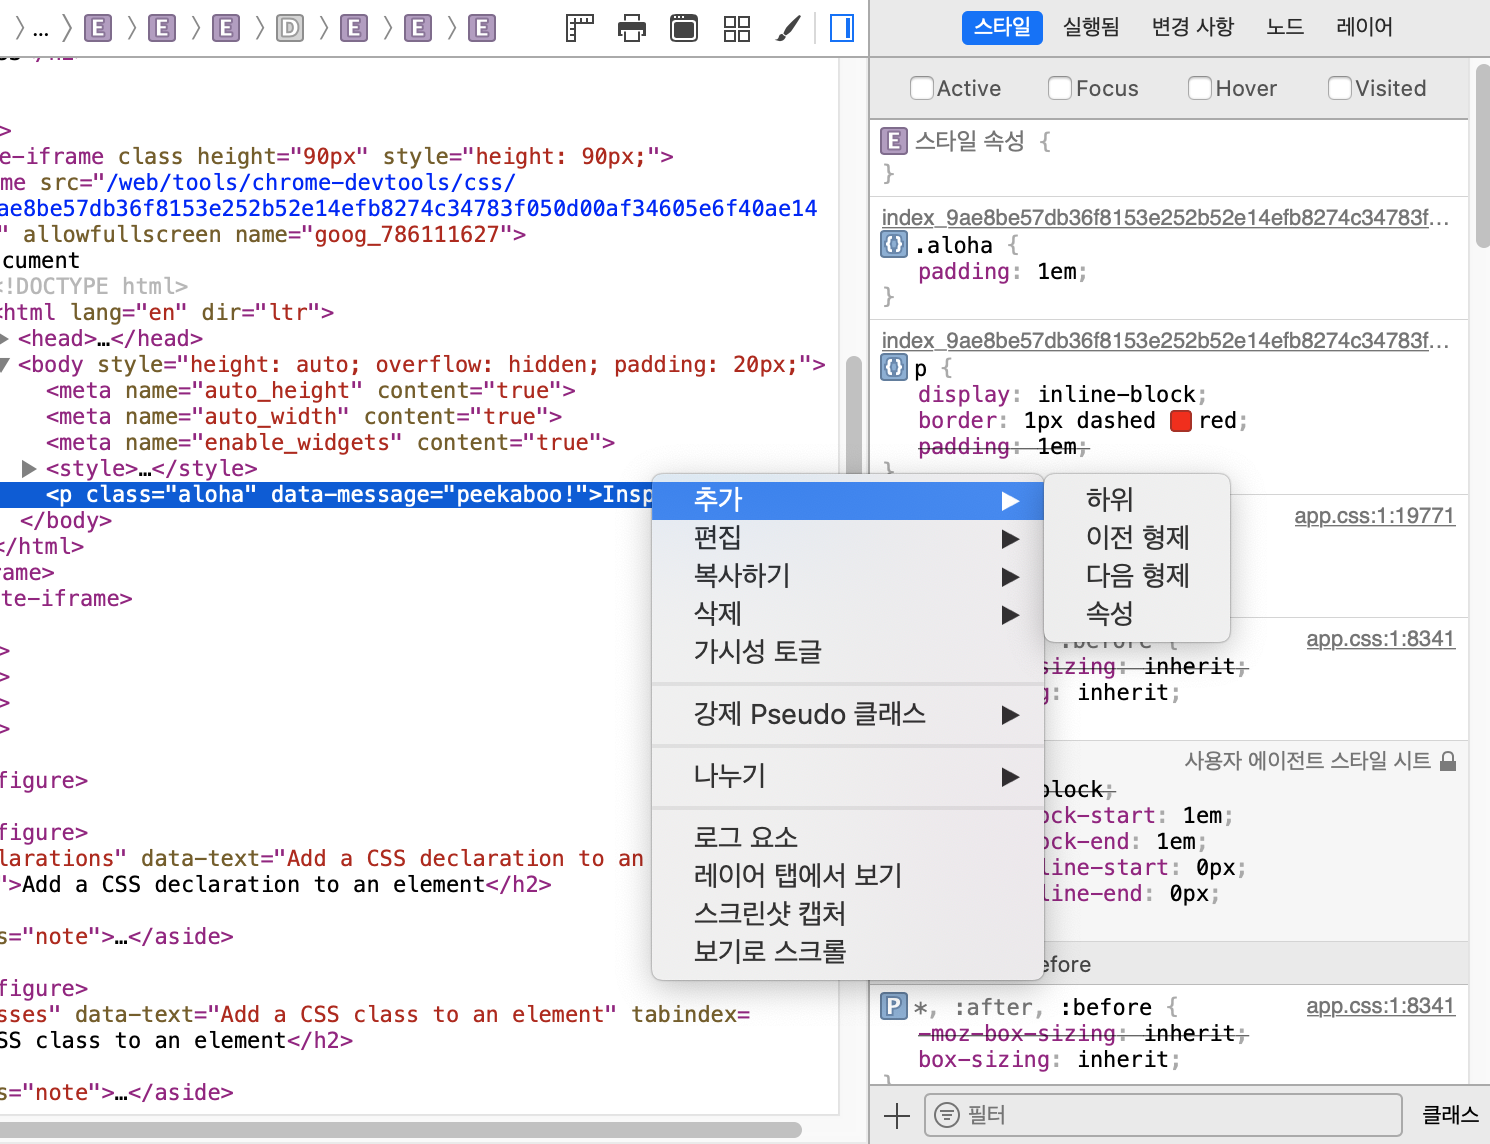 … E E E D E E E
스타일 실행됨 변경 사항 노드 레이어
Active Focus Hover Visited
>
e-iframe class height="90px" style="height: 90px;">
me src="/web/tools/chrome-devtools/css/
ae8be57db36f8153e252b52e14efb8274c34783f050d00af34605e6f40ae14
" allowfullscreen name="goog_786111627">
cument
<!DOCTYPE html>
<html lang="en" dir="ltr">
<head>…</head>
<body style="height: auto; overflow: hidden; padding: 20px;">
<meta name="auto_height" content="true">
<meta name="auto_width" content="true">
<meta name="enable_widgets" content="true">
<style>…</style>
<p class="aloha" data-message="peekaboo!">Insp
</body>
</html>
rame>
te-iframe>
>
>
>
>
figure>
figure>
larations" data-text="Add a CSS declaration to an
">Add a CSS declaration to an element</h2>
s="note">…</aside>
figure>
sses" data-text="Add a CSS class to an element" tabindex=
SS class to an element</h2>
s="note">…</aside>
추가
편집
복사하기
삭제
가시성 토글
강제 Pseudo 클래스
나누기
로그 요소
레이어 탭에서 보기
스크린샷 캡처
보기로 스크롤
하위
이전 형제
다음 형제
속성
E 스타일 속성 {
}
index_9ae8be57db36f8153e252b52e14efb8274c34783f…
{} .aloha {
padding: 1em;
}
index_9ae8be57db36f8153e252b52e14efb8274c34783f…
{} p {
display: inline-block;
border: 1px dashed red;
padding: 1em;
}
app.css:1:19771
:before { app.css:1:8341
sizing: inherit;
g: inherit;
사용자 에이전트 스타일 시트
block;
ock-start: 1em;
ock-end: 1em;
line-start: 0px;
line-end: 0px;
efore
P *, :after, :before { app.css:1:8341
-moz-box-sizing: inherit;
box-sizing: inherit;
}
필터 클래스